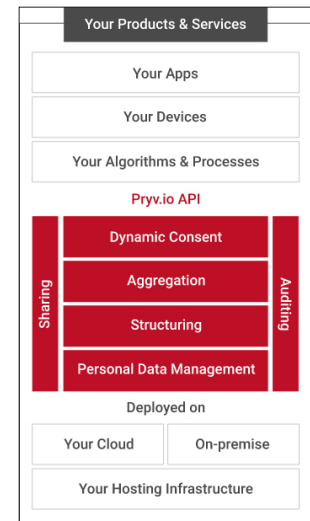 Your Products & Services
Your Apps
Your Devices
Your Algorithms & Processes
Pryv.io API
Sharing
Dynamic Consent
Aggregation
Structuring
Personal Data Management
Auditing
Deployed on
Your Cloud
On-premise
Your Hosting Infrastructure